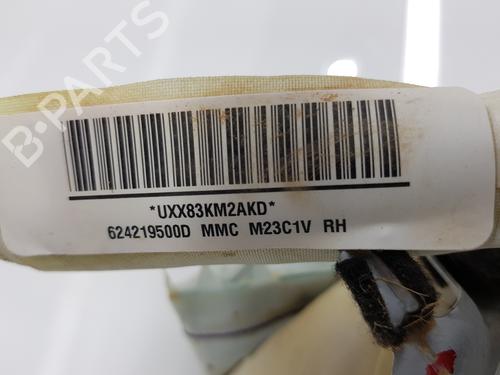 B-PARTS
*UXX83KM2AKD*
624219500D MMC M23C1V RH